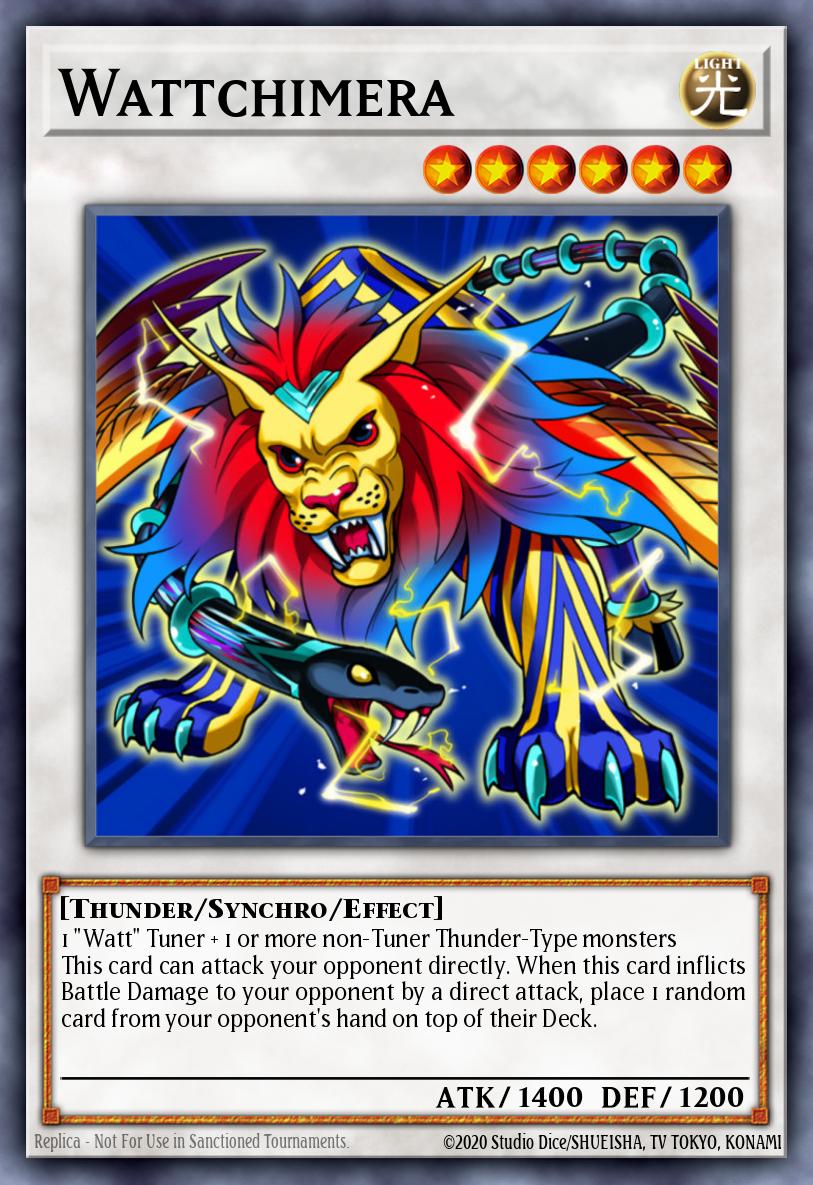 WATTCHIMERA
LIGHT
光
[THUNDER/SYNCHRO/EFFECT]
1 "Watt" Tuner + 1 or more non-Tuner Thunder-Type monsters
This card can attack your opponent directly. When this card inflicts
Battle Damage to your opponent by a direct attack, place 1 random
card from your opponent's hand on top of their Deck.
ATK/1400 DEF/1200
Replica - Not For Use in Sanctioned Tournaments.
©2020 Studio Dice/SHUEISHA, TV TOKYO, KONAMI